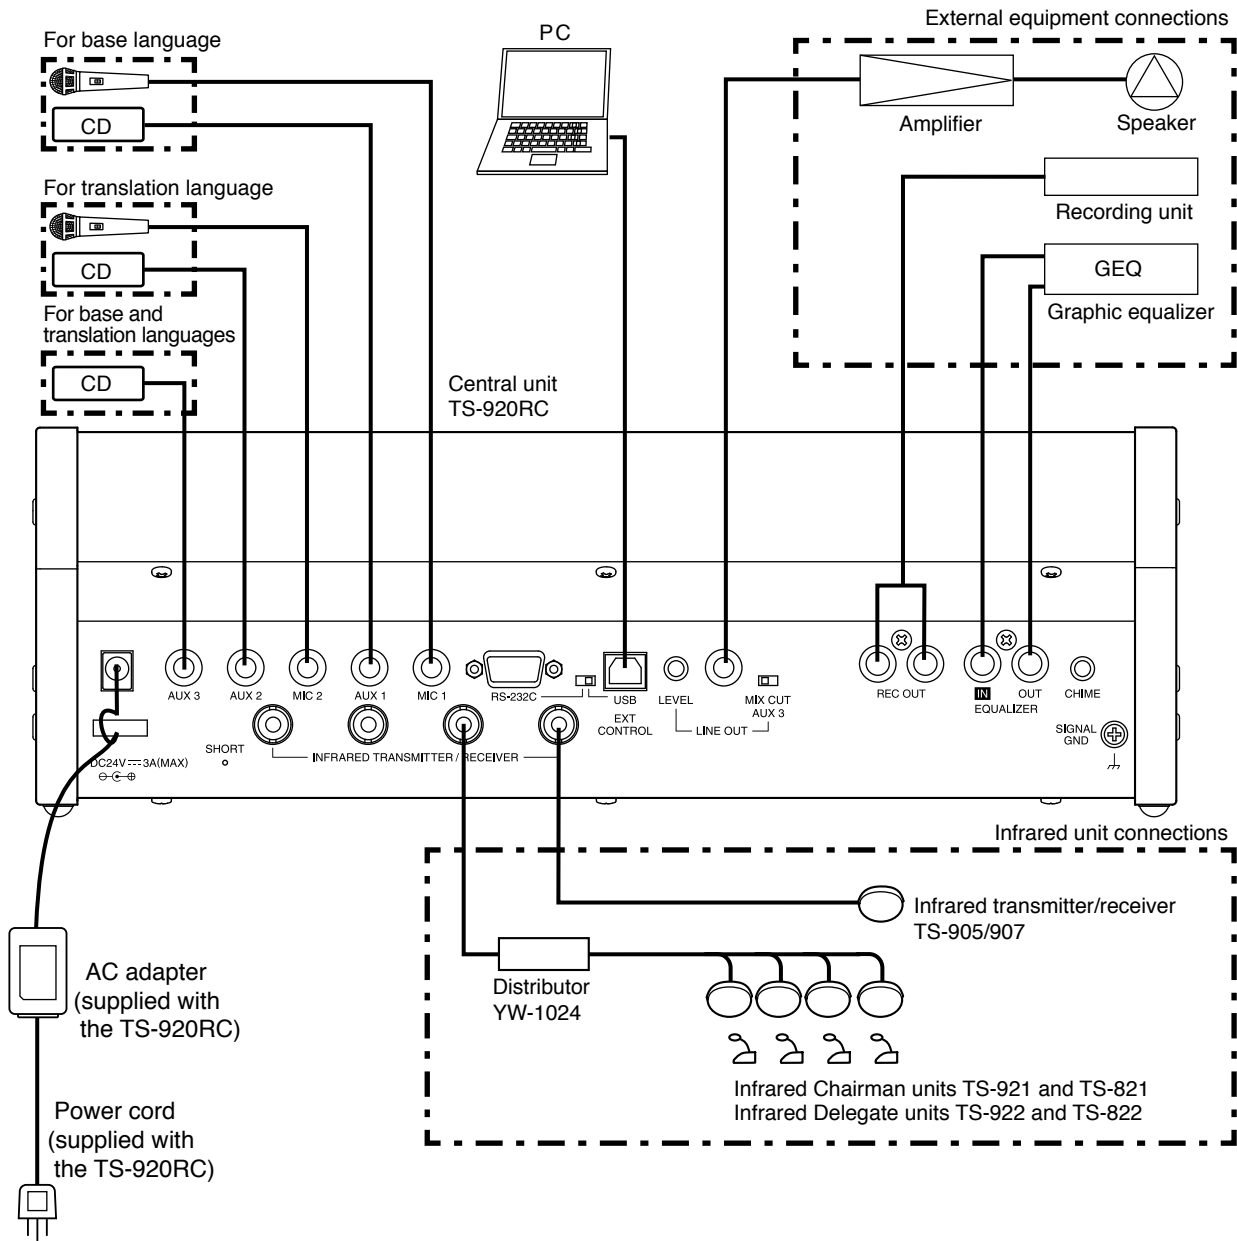 External equipment connections
For base language
PC
CD
Amplifier
Speaker
For translation language
Recording unit
CD
GEQ
For base and
translation languages
Graphic equalizer
CD
Central unit
TS-920RC
AUX 3
AUX 2
MIC 2
AUX 1
MIC 1
RS-232C
USB
EXT
CONTROL
LEVEL
MIX CUT
AUX 3
LINE OUT
REC OUT
IN
OUT
EQUALIZER
CHIME
SIGNAL
GND
SHORT
INFRARED TRANSMITTER / RECEIVER
DC24V 3A(MAX)
Infrared unit connections
Infrared transmitter/receiver
TS-905/907
Distributor
YW-1024
AC adapter
(supplied with
the TS-920RC)
Infrared Chairman units TS-921 and TS-821
Infrared Delegate units TS-922 and TS-822
Power cord
(supplied with
the TS-920RC)